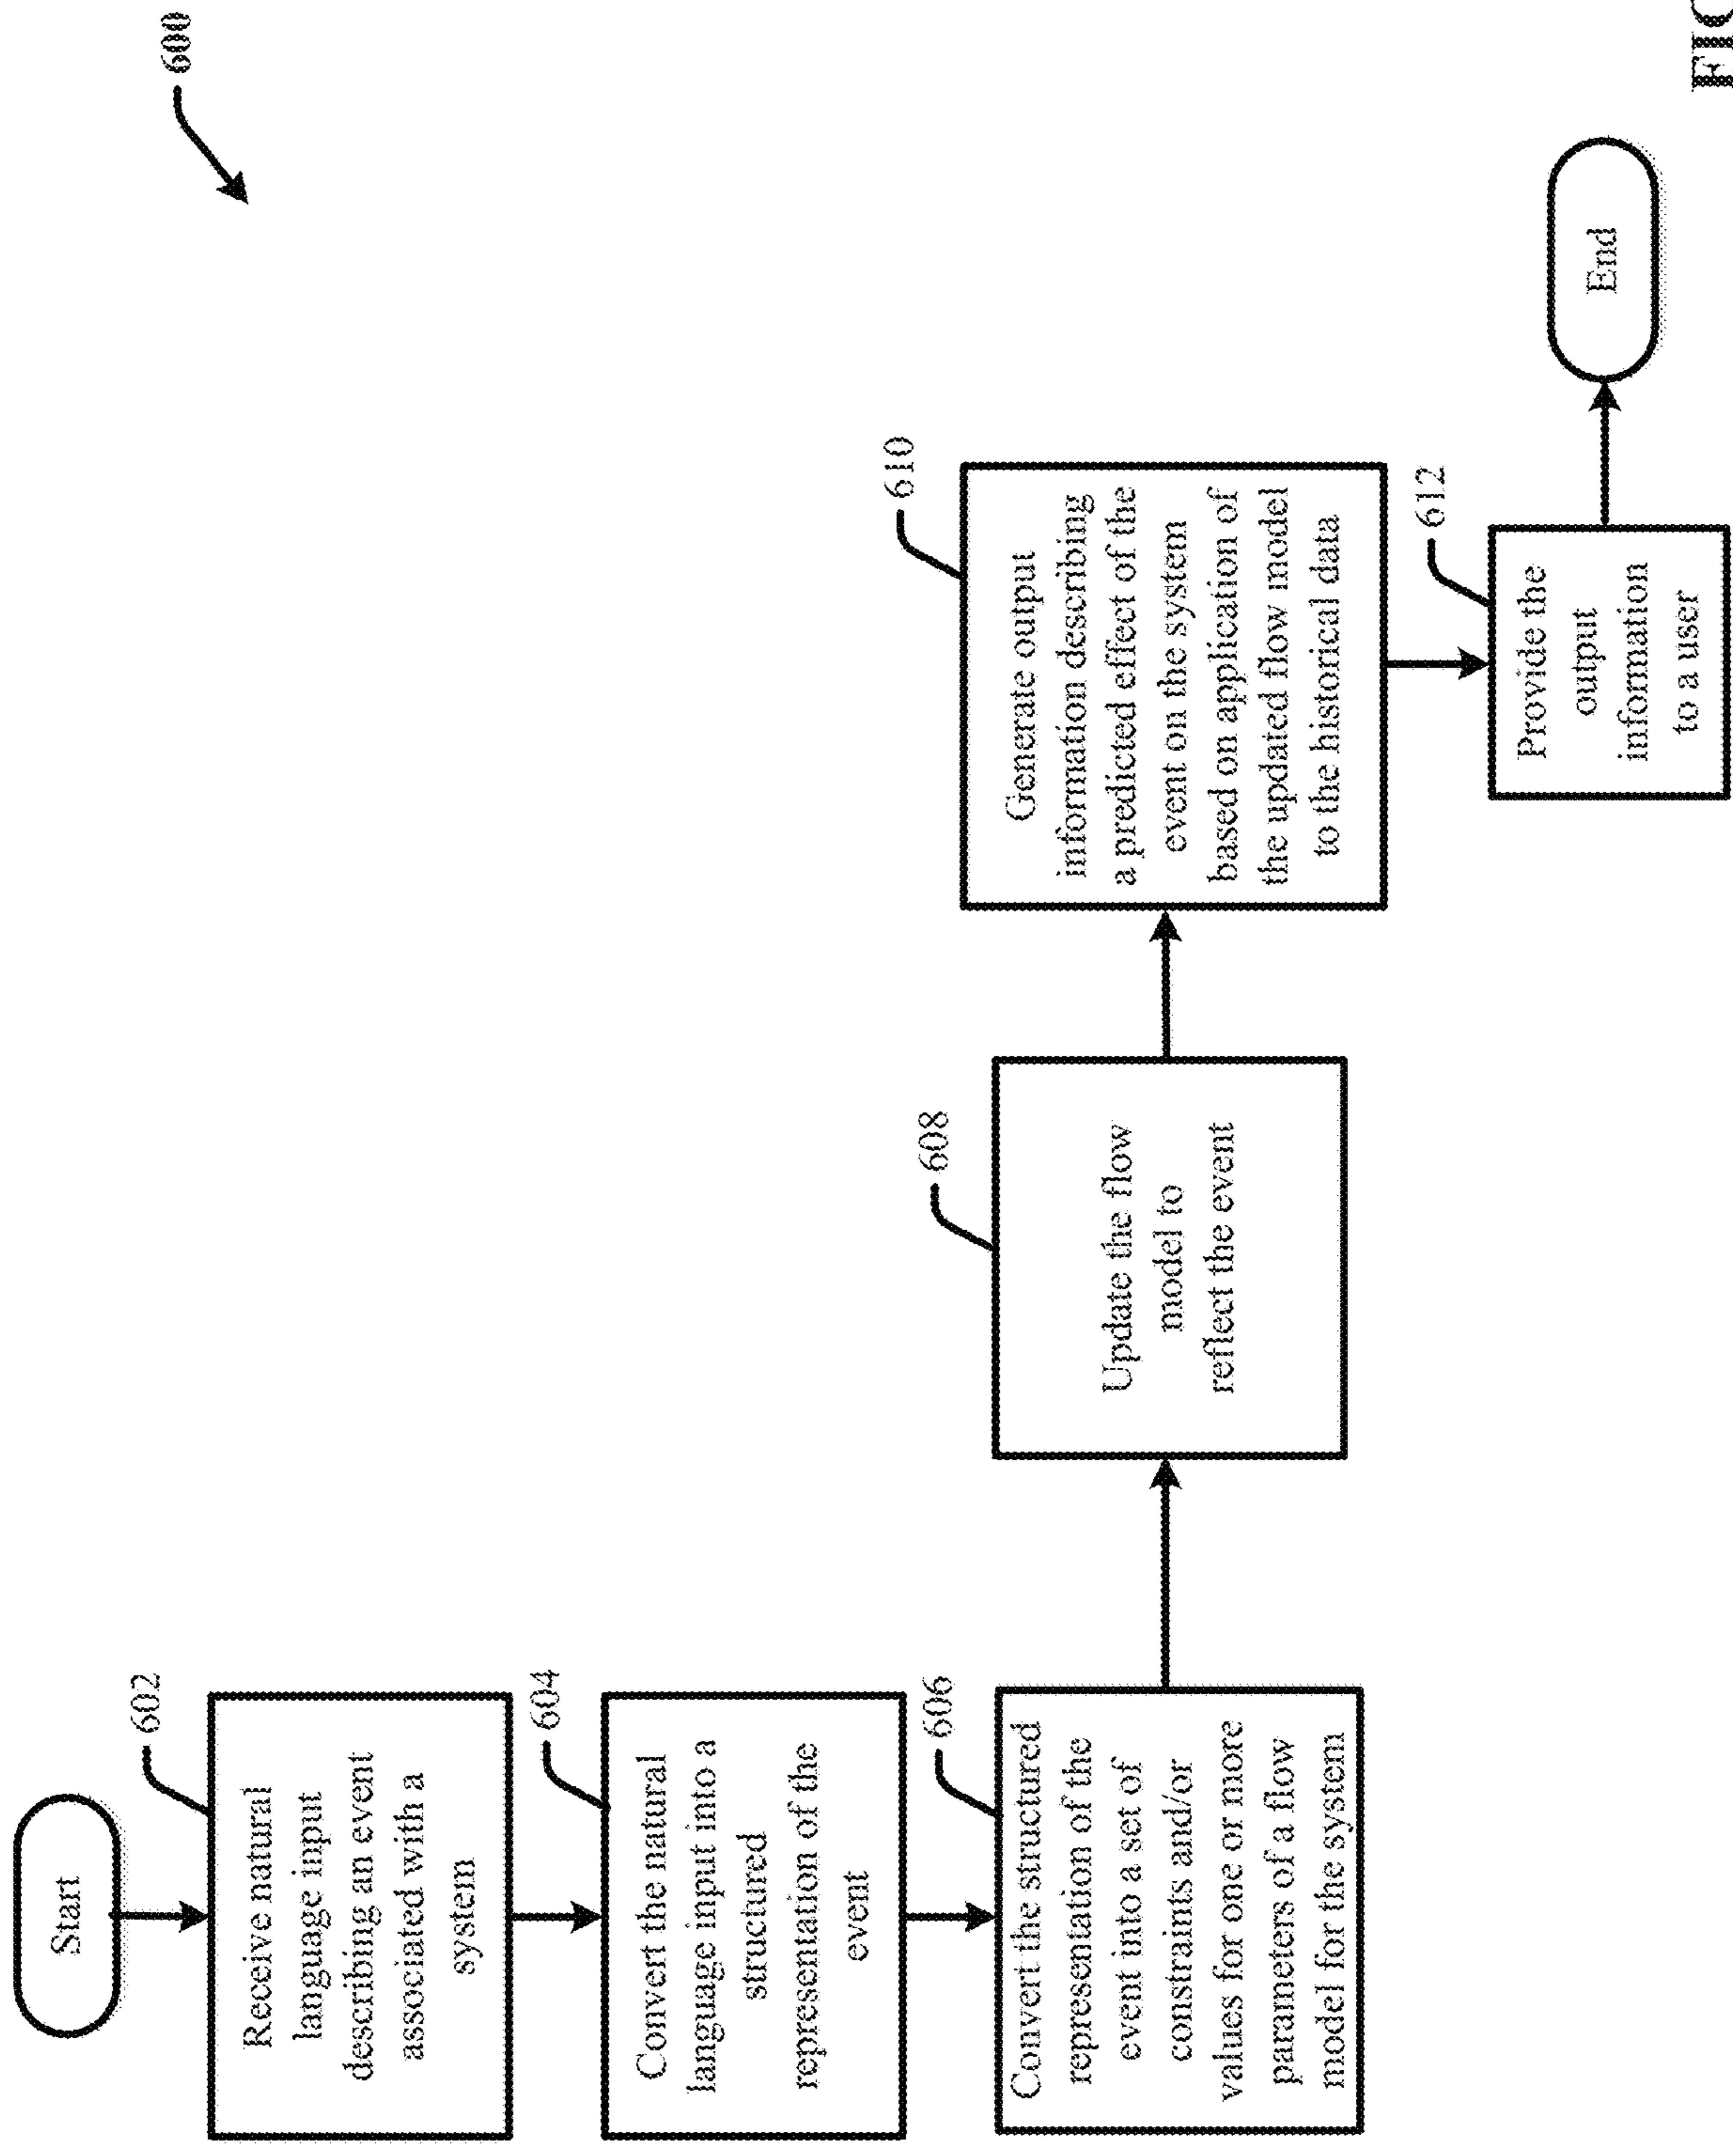 600
Start
602
Receive natural
language input
describing an event
associated with a
system
604
Convert the natural
language input into a
structured
representation of the
event
606
Convert the structured
representation of the
event into a set of
constraints and/or
values for one or more
parameters of a flow
model for the system
608
Update the flow
model to
reflect the event
610
Generate output
information describing
a predicted effect of the
event on the system
based on application of
the updated flow model
to the historical data
612
Provide the
output
information
to a user
End
FIG